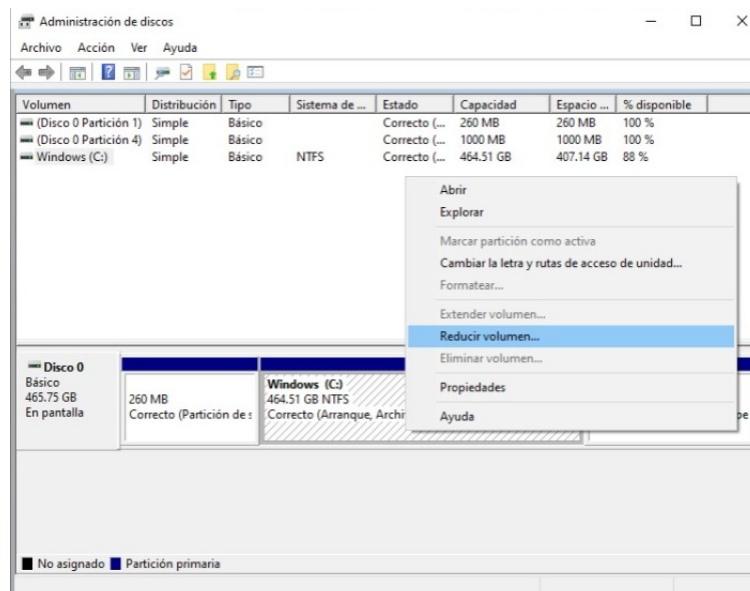 Administración de discos
Archivo Acción Ver Ayuda
Volumen Distribución Tipo Sistema de ... Estado Capacidad Espacio ... % disponible
(Disco 0 Partición 1) Simple Básico Correcto (... 260 MB 260 MB 100 %
(Disco 0 Partición 4) Simple Básico Correcto (... 1000 MB 1000 MB 100 %
Windows (C:) Simple Básico NTFS Correcto (... 464.51 GB 407.14 GB 88 %
Abrir
Explorar
Marcar partición como activa
Cambiar la letra y rutas de acceso de unidad...
Formatear...
Extender volumen...
Reducir volumen...
Eliminar volumen...
Propiedades
Ayuda
Disco 0
Básico
465.75 GB
En pantalla
260 MB
Correcto (Partición de s
Windows (C:)
464.51 GB NTFS
Correcto (Arranque, Archi
No asignado Partición primaria